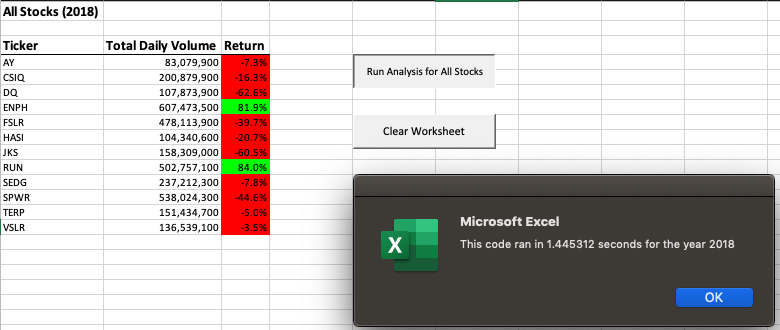 All Stocks (2018)
Ticker Total Daily Volume Return
AY 83,079,900 -7.3%
CSIQ 200,879,900 -16.3%
DQ 107,873,900 -62.6%
ENPH 607,473,500 81.9%
FSLR 478,113,900 -39.7%
HASI 104,340,600 -20.7%
JKS 158,309,000 -60.5%
RUN 502,757,100 84.0%
SEDG 237,212,300 -7.8%
SPWR 538,024,300 -44.6%
TERP 151,434,700 -5.0%
VSLR 136,539,100 -3.5%
Run Analysis for All Stocks
Clear Worksheet
X
Microsoft Excel
This code ran in 1.445312 seconds for the year 2018
OK